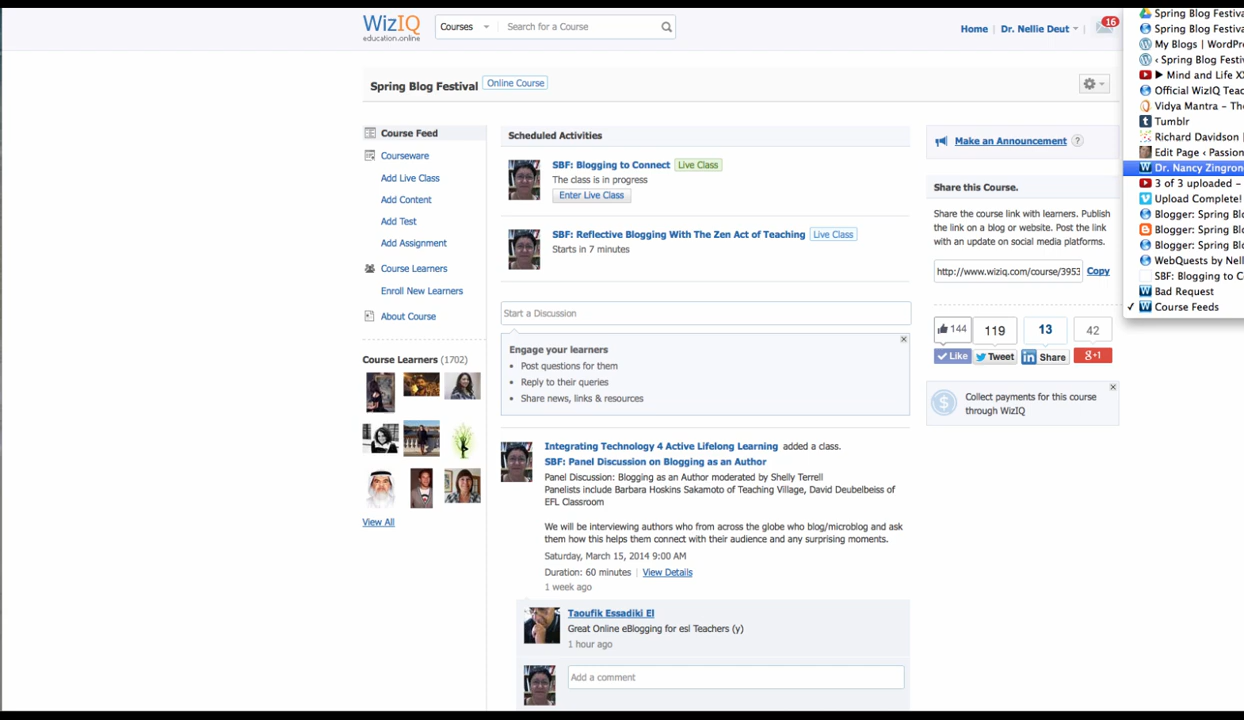 WizIQ
education.online
Courses
Search for a Course
Home | Dr. Nellie Deut
16
Spring Blog Festival Online Course
Course Feed
Courseware
Add Live Class
Add Content
Add Test
Add Assignment
Course Learners
Enroll New Learners
About Course
Course Learners (1702)
View All
Scheduled Activities
SBF: Blogging to Connect Live Class
The class is in progress
Enter Live Class
SBF: Reflective Blogging With The Zen Act of Teaching Live Class
Starts in 7 minutes
Start a Discussion
Engage your learners
• Post questions for them
• Reply to their queries
• Share news, links & resources
Integrating Technology 4 Active Lifelong Learning added a class.
SBF: Panel Discussion on Blogging as an Author
Panel Discussion: Blogging as an Author moderated by Shelly Terrell
Panelists include Barbara Hoskins Sakamoto of Teaching Village, David Deubelbeiss of
EFL Classroom
We will be interviewing authors who from across the globe who blog/microblog and ask
them how this helps them connect with their audience and any surprising moments.
Saturday, March 15, 2014 9:00 AM
Duration: 60 minutes | View Details
1 week ago
Taoufik Essadiki El
Great Online eBlogging for esl Teachers (y)
1 hour ago
Add a comment
Make an Announcement ?
Share this Course.
Share the course link with learners. Publish
the link on a blog or website. Post the link
with an update on social media platforms.
http://www.wiziq.com/course/3953 Copy
144 119 13 42
Like Tweet Share +1
Collect payments for this course
through WizIQ
Spring Blog Festiva
Spring Blog Festiva
My Blogs | WordPr
‹ Spring Blog Festiv
▶ Mind and Life X
Official WizIQ Teac
Vidya Mantra - The
Tumblr
Richard Davidson |
Edit Page ‹ Passion
Dr. Nancy Zingron
3 of 3 uploaded -
Upload Complete!
Blogger: Spring Blo
Blogger: Spring Blo
Blogger: Spring Blo
WebQuests by Nell
SBF: Blogging to C
Bad Request
✓ Course Feeds